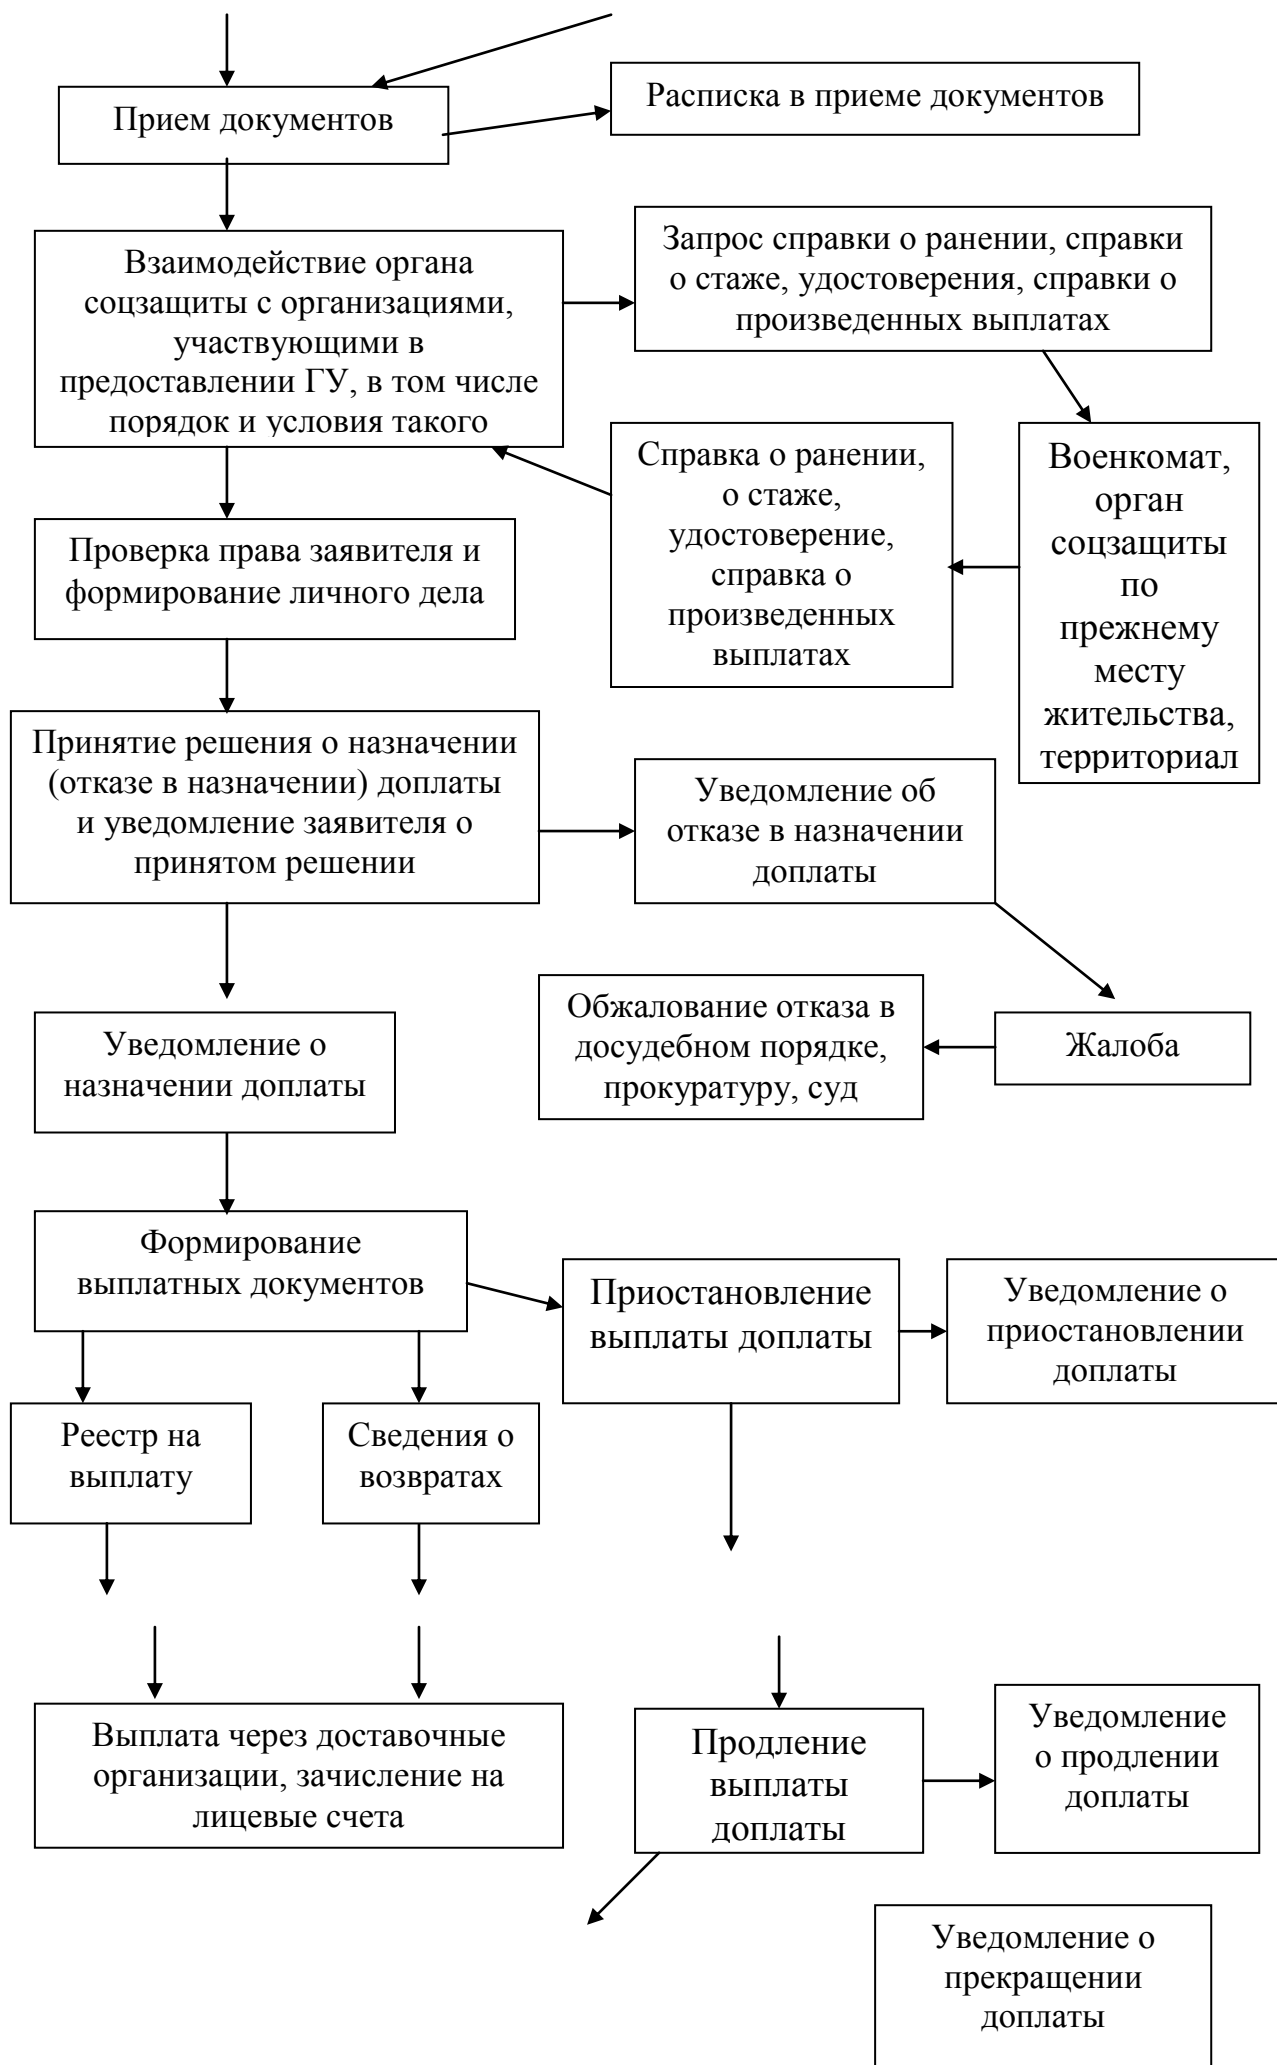 Прием документов
Расписка в приеме документов
Взаимодействие органа
соцзащиты с организациями,
участвующими в
предоставлении ГУ, в том числе
порядок и условия такого
Запрос справки о ранении, справки
о стаже, удостоверения, справки о
произведенных выплатах
Справка о ранении,
о стаже,
удостоверение,
справка о
произведенных
выплатах
Военкомат,
орган
соцзащиты
по
прежнему
месту
жительства,
территориал
Проверка права заявителя и
формирование личного дела
Принятие решения о назначении
(отказе в назначении) доплаты
и уведомление заявителя о
принятом решении
Уведомление об
отказе в назначении
доплаты
Обжалование отказа в
досудебном порядке,
прокуратуру, суд
Жалоба
Уведомление о
назначении доплаты
Формирование
выплатных документов
Приостановление
выплаты доплаты
Уведомление о
приостановлении
доплаты
Реестр на
выплату
Сведения о
возвратах
Выплата через доставочные
организации, зачисление на
лицевые счета
Продление
выплаты
доплаты
Уведомление
о продлении
доплаты
Уведомление о
прекращении
доплаты